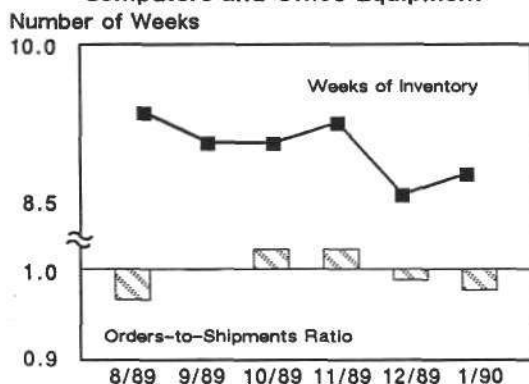 Computers and Office Equipment
Number of Weeks
10.0
Weeks of Inventory
8.5
1.0
Orders-to-Shipments Ratio
0.9
8/89 9/89 10/89 11/89 12/89 1/90